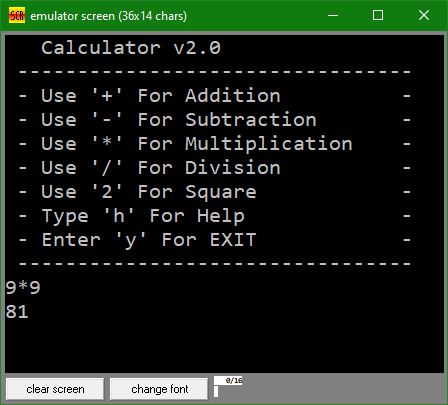 SCR emulator screen (36x14 chars)
Calculator v2.0
---------------------------------
- Use '+' For Addition          -
- Use '-' For Subtraction       -
- Use '*' For Multiplication    -
- Use '/' For Division          -
- Use '2' For Square            -
- Type 'h' For Help             -
- Enter 'y' For EXIT            -
---------------------------------
9*9
81
clear screen change font 0/16